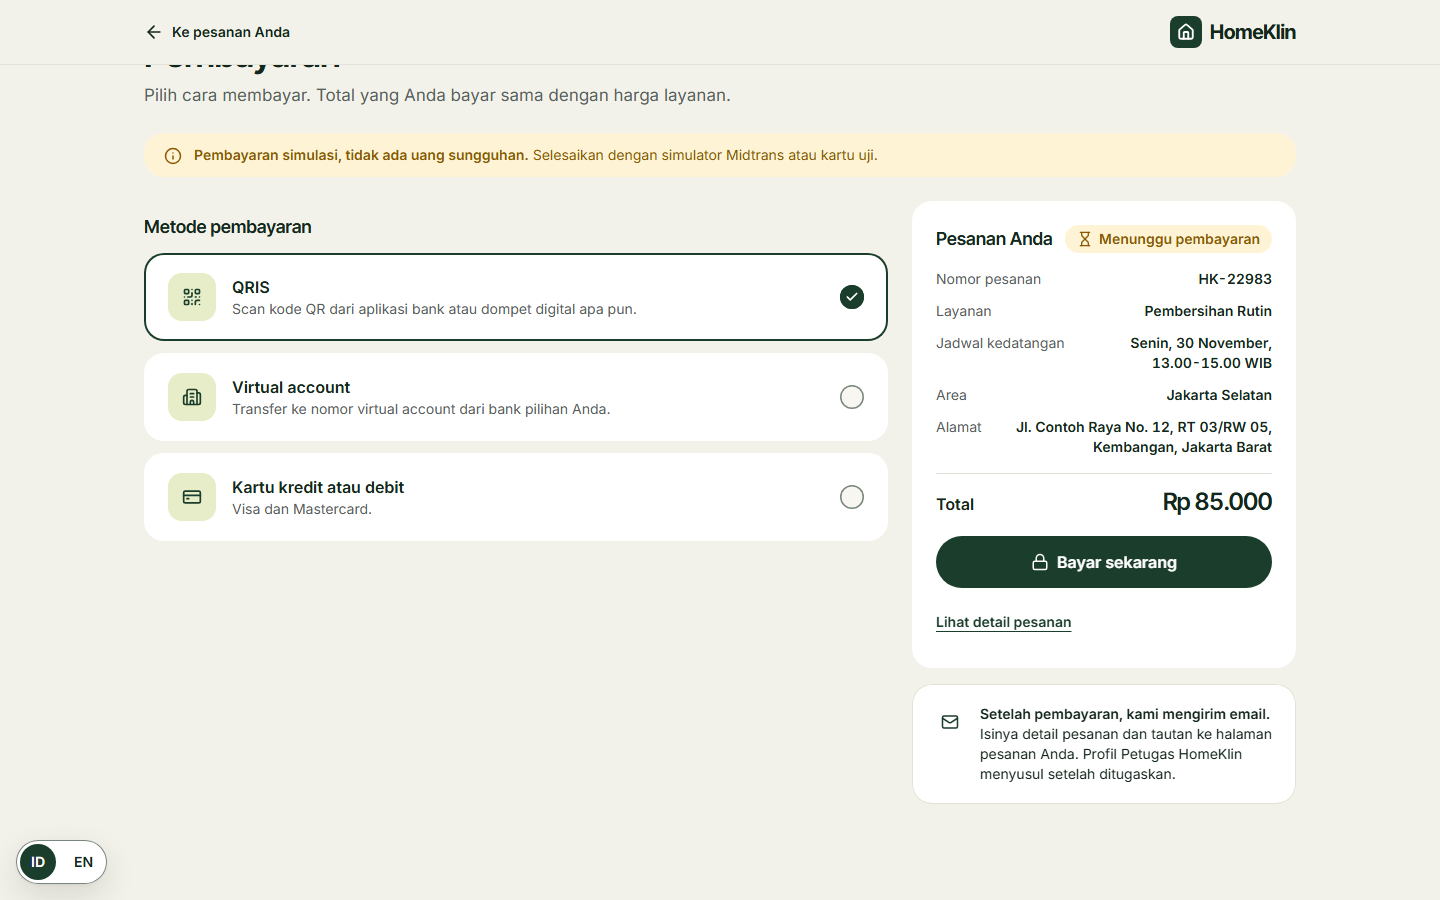 Ke pesanan Anda
HomeKlin
Pembayaran
Pilih cara membayar. Total yang Anda bayar sama dengan harga layanan.
Pembayaran simulasi, tidak ada uang sungguhan. Selesaikan dengan simulator Midtrans atau kartu uji.
Metode pembayaran
QRIS
Scan kode QR dari aplikasi bank atau dompet digital apa pun.
Virtual account
Transfer ke nomor virtual account dari bank pilihan Anda.
Kartu kredit atau debit
Visa dan Mastercard.
Pesanan Anda
Menunggu pembayaran
Nomor pesanan HK-22983
Layanan Pembersihan Rutin
Jadwal kedatangan Senin, 30 November,
13.00-15.00 WIB
Area Jakarta Selatan
Alamat Jl. Contoh Raya No. 12, RT 03/RW 05,
Kembangan, Jakarta Barat
Total Rp 85.000
Bayar sekarang
Lihat detail pesanan
Setelah pembayaran, kami mengirim email.
Isinya detail pesanan dan tautan ke halaman
pesanan Anda. Profil Petugas HomeKlin
menyusul setelah ditugaskan.
ID EN